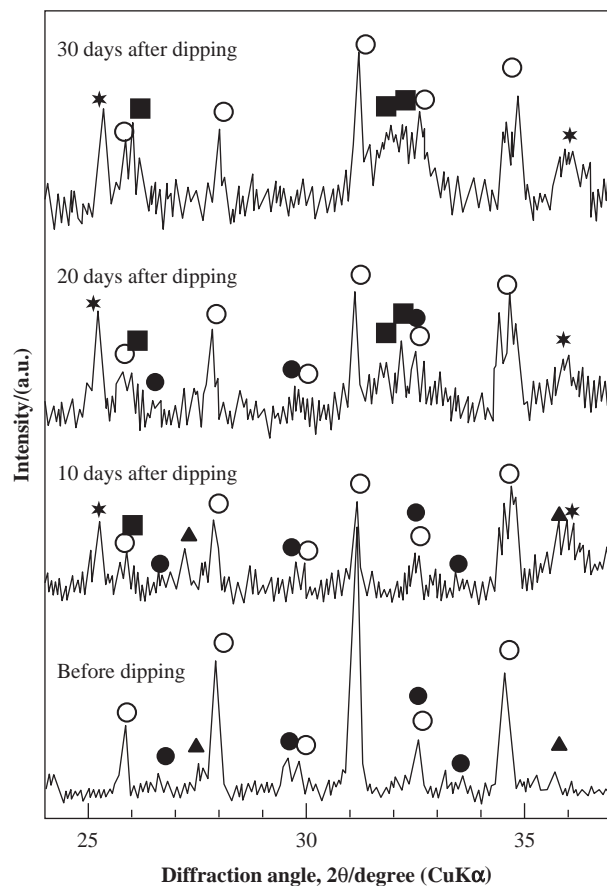 30 days after dipping
20 days after dipping
10 days after dipping
Before dipping
Intensity/(a.u.)
25 30 35
Diffraction angle, 2θ/degree (CuKα)